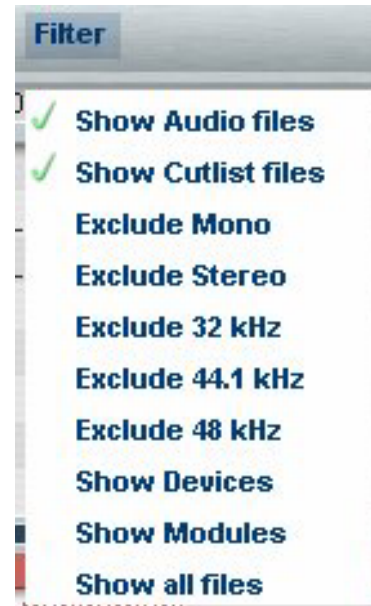 Filter
Show Audio files
Show Cutlist files
Exclude Mono
Exclude Stereo
Exclude 32 kHz
Exclude 44.1 kHz
Exclude 48 kHz
Show Devices
Show Modules
Show all files